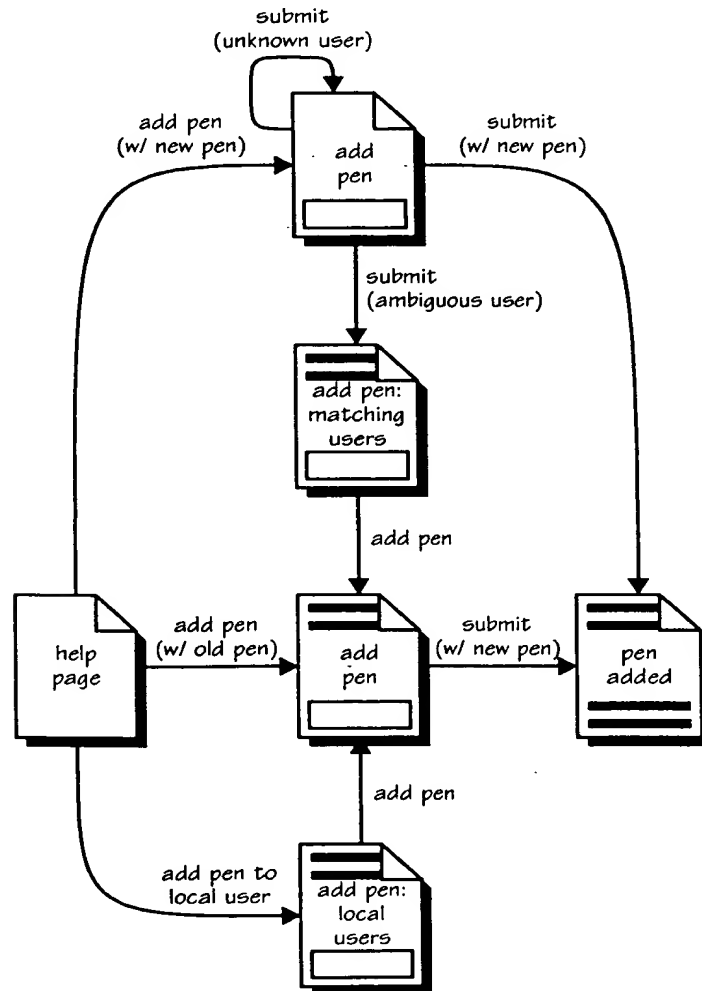 submit
(unknown user)
add pen
(w/ new pen)
add
pen
submit
(w/ new pen)
submit
(ambiguous user)
add pen:
matching
users
add pen
help
page
add pen
(w/ old pen)
add
pen
submit
(w/ new pen)
pen
added
add pen
add pen to
local user
add pen:
local
users